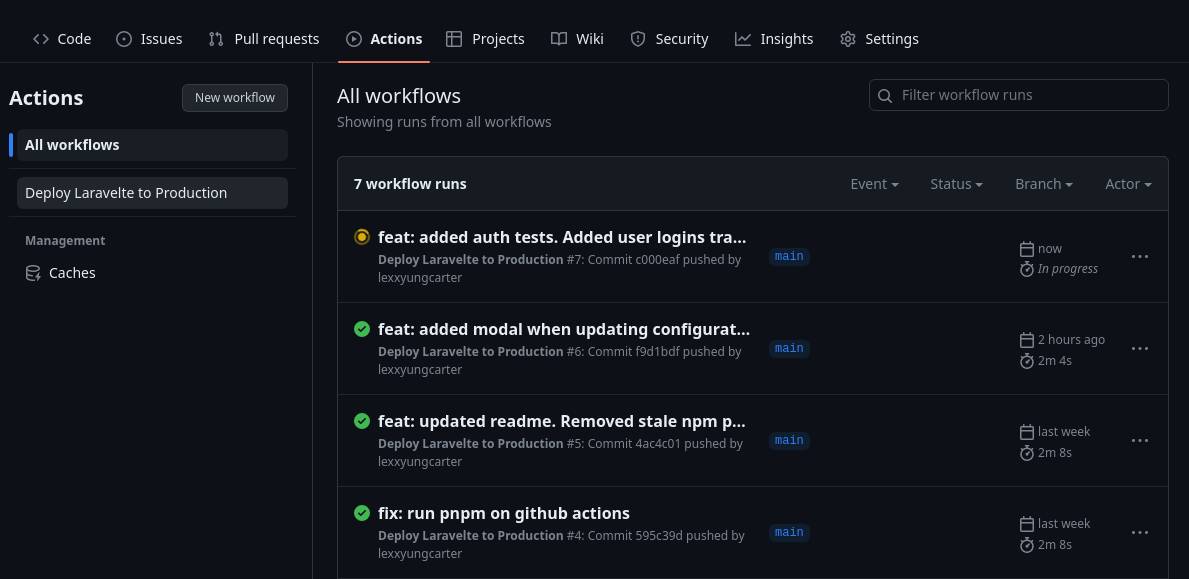 Code Issues Pull requests Actions Projects Wiki Security Insights Settings
Actions New workflow
All workflows
Deploy Laravelte to Production
Management
Caches
All workflows
Showing runs from all workflows
Filter workflow runs
7 workflow runs Event Status Branch Actor
feat: added auth tests. Added user logins tra...
Deploy Laravelte to Production #7: Commit c000eaf pushed by
lexxyungcarter
main
now
In progress
feat: added modal when updating configurat...
Deploy Laravelte to Production #6: Commit f9d1bdf pushed by
lexxyungcarter
main
2 hours ago
2m 4s
feat: updated readme. Removed stale npm p...
Deploy Laravelte to Production #5: Commit 4ac4c01 pushed by
lexxyungcarter
main
last week
2m 8s
fix: run pnpm on github actions
Deploy Laravelte to Production #4: Commit 595c39d pushed by
lexxyungcarter
main
last week
2m 8s